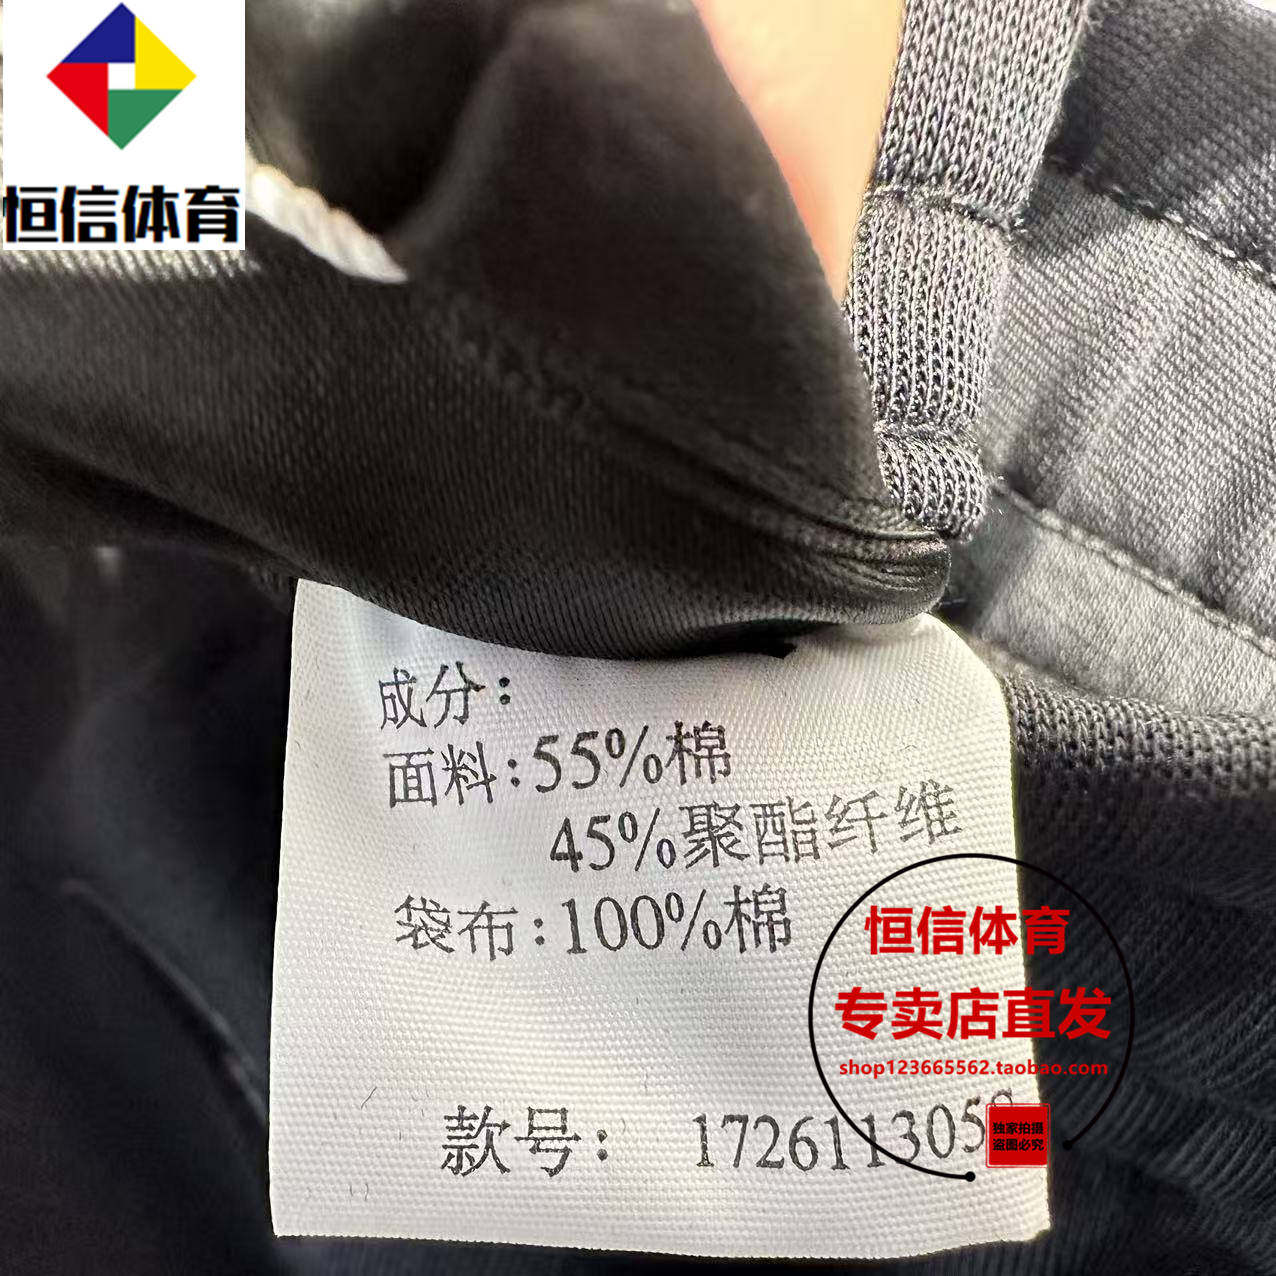 恒信体育
成分:
面料:55%棉
45%聚酯纤维
袋布:100%棉
恒信体育
专卖店直发
shop123665562.taobao.com
款号: 172611305
独家拍摄
盗图必究